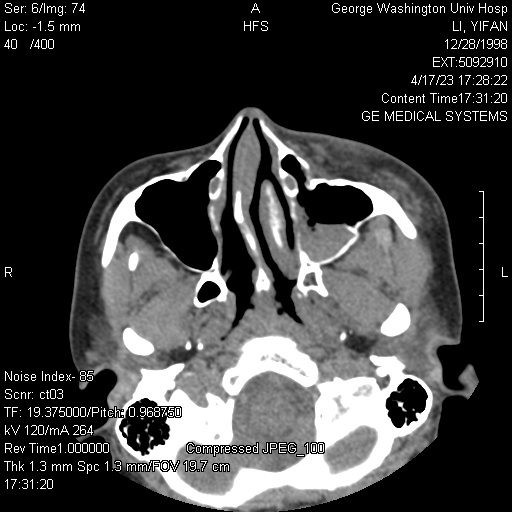 Ser: 6/Img: 74
Loc: -1.5 mm
40 /400
A
HFS
George Washington Univ Hosp
LI, YIFAN
12/28/1998
EXT:5092910
4/17/23 17:28:22
Content Time17:31:20
GE MEDICAL SYSTEMS
R
L
Noise Index- 85
Scnr: ct03
TF: 19.375000/Pitch: 0.968750
kV 120/mA 264
Rev Time1.000000
Compressed JPEG_100
Thk 1.3 mm Spc 1.3 mm/FOV 19.7 cm
17:31:20